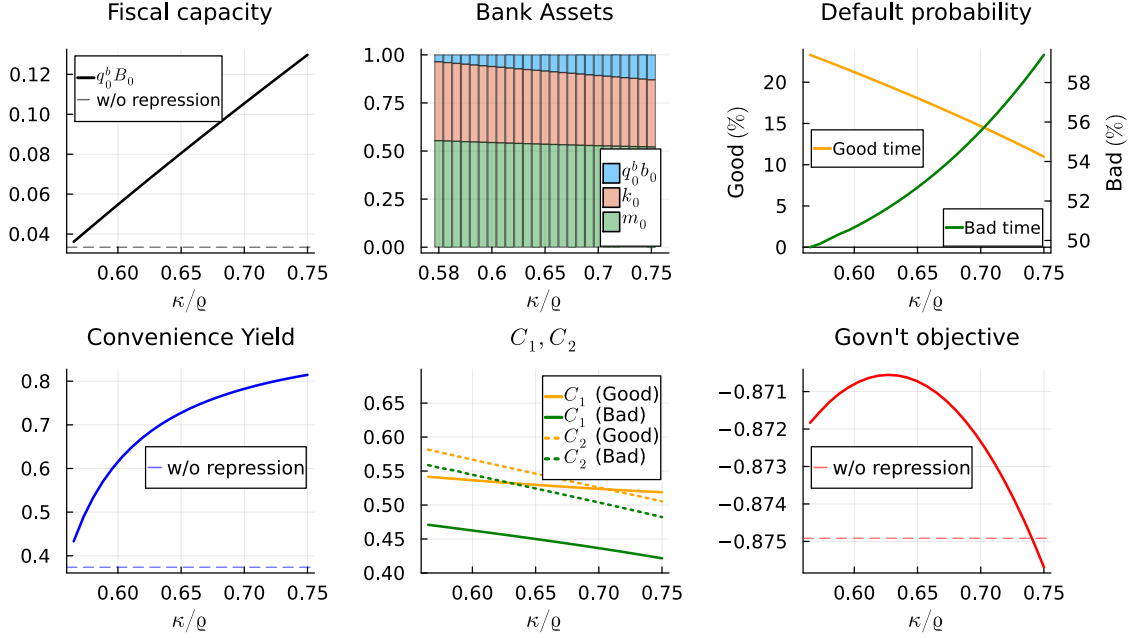 Fiscal capacity
0.12
0.10
0.08
0.06
0.04
q_0^b B_0
w/o repression
0.60
0.65
0.70
0.75
κ/ϱ
Bank Assets
1.00
0.75
0.50
0.25
0.00
q_0^b b_0
k_0
m_0
0.58
0.6
0.65
0.70
0.75
κ/ϱ
Default probability
Good (%)
20
15
10
5
0
Good time
Bad time
58
56
54
52
50
Bad (%)
0.60
0.65
0.70
0.75
κ/ϱ
Convenience Yield
0.8
0.7
0.6
0.5
0.4
w/o repression
0.60
0.65
0.70
0.75
κ/ϱ
C_1, C_2
0.65
0.60
0.55
0.50
0.45
0.40
C_1 (Good)
C_1 (Bad)
C_2 (Good)
C_2 (Bad)
0.60
0.65
0.70
0.75
κ/ϱ
Govn't objective
−0.871
−0.872
−0.873
−0.874
−0.875
w/o repression
0.60
0.65
0.70
0.75
κ/ϱ